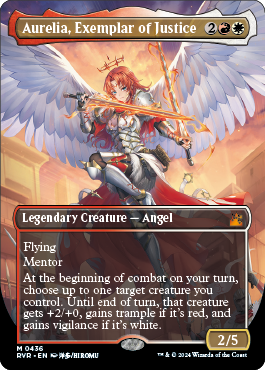 Aurelia, Exemplar of Justice 2
Legendary Creature — Angel
Flying
Mentor
At the beginning of combat on your turn,
choose up to one target creature you
control. Until end of turn, that creature
gets +2/+0, gains trample if it's red, and
gains vigilance if it's white.
2/5
M 0436
RVR • EN HIROMU
™ & © 2024 Wizards of the Coast